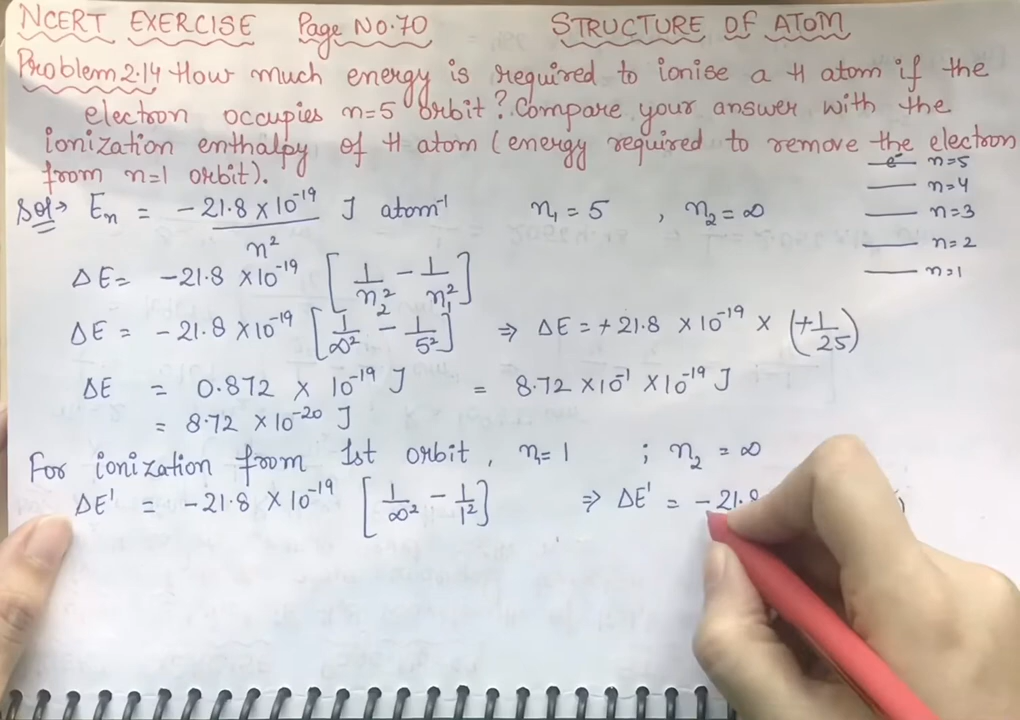 NCERT EXERCISE Page No.70 STRUCTURE OF ATOM
Problem 2.14 How much energy is required to ionise a H atom if the
electron occupies n=5 orbit? Compare your answer with the
ionization enthalpy of H atom (energy required to remove the electron
from n=1 orbit).
e⁻ n=5
n=4
n=3
n=2
n=1
Sol→ Eₙ = -21.8 × 10⁻¹⁹ / n² J atom⁻¹ n₁ = 5 , n₂ = ∞
ΔE = -21.8 × 10⁻¹⁹ [1/n₂² - 1/n₁²]
ΔE = -21.8 × 10⁻¹⁹ [1/∞² - 1/5²] ⇒ ΔE = +21.8 × 10⁻¹⁹ × (+1/25)
ΔE = 0.872 × 10⁻¹⁹ J = 8.72 × 10⁻¹ × 10⁻¹⁹ J
= 8.72 × 10⁻²⁰ J
For ionization from 1st orbit, n₁= 1 ; n₂ = ∞
ΔE' = -21.8 × 10⁻¹⁹ [1/∞² - 1/1²] ⇒ ΔE' = -21.8